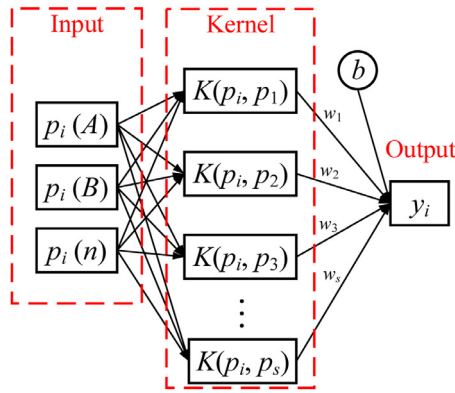 Input
Kernel
p_i (A)
p_i (B)
p_i (n)
K(p_i, p_1)
K(p_i, p_2)
K(p_i, p_3)
⋮
K(p_i, p_s)
w_1
w_2
w_3
w_s
b
Output
y_i